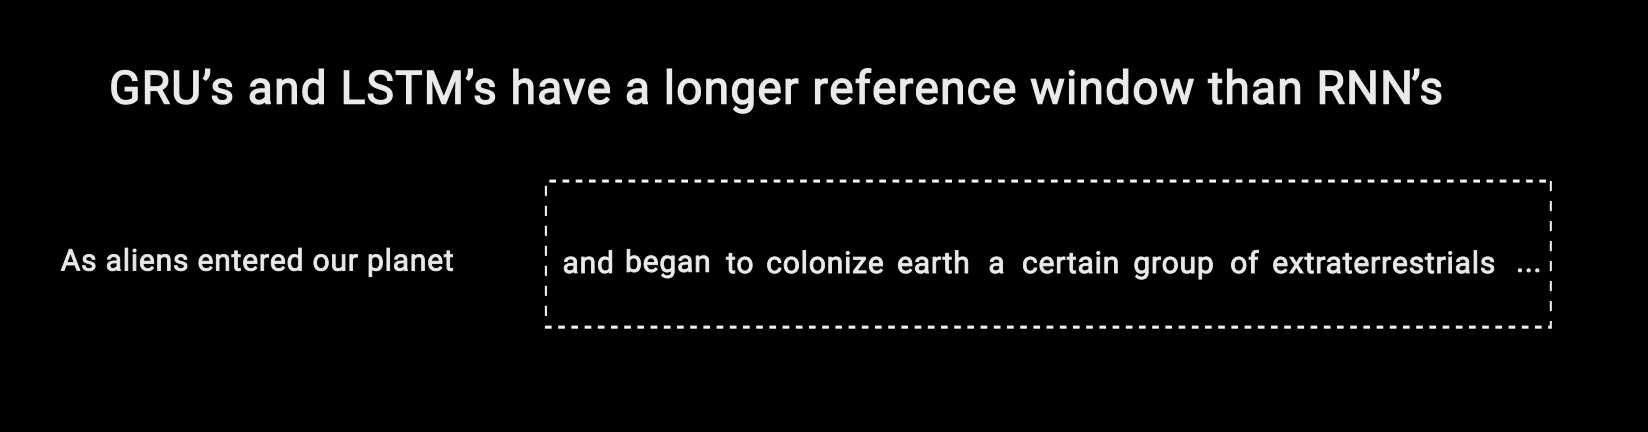 GRU’s and LSTM’s have a longer reference window than RNN’s
As aliens entered our planet and began to colonize earth a certain group of extraterrestrials ...